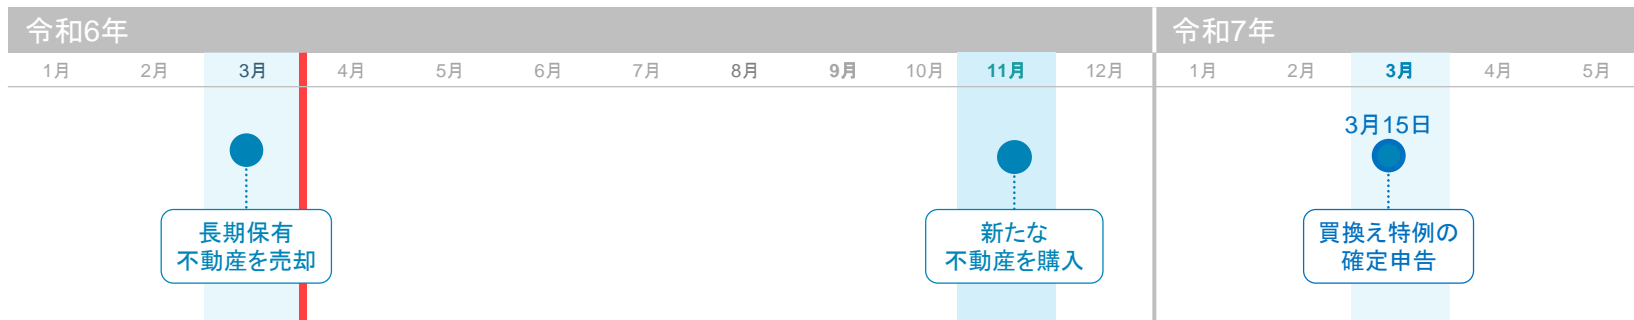 令和6年 令和7年
1月 2月 3月 4月 5月 6月 7月 8月 9月 10月 11月 12月 1月 2月 3月 4月 5月
3月15日
長期保有
不動産を売却
新たな
不動産を購入
買換え特例の
確定申告